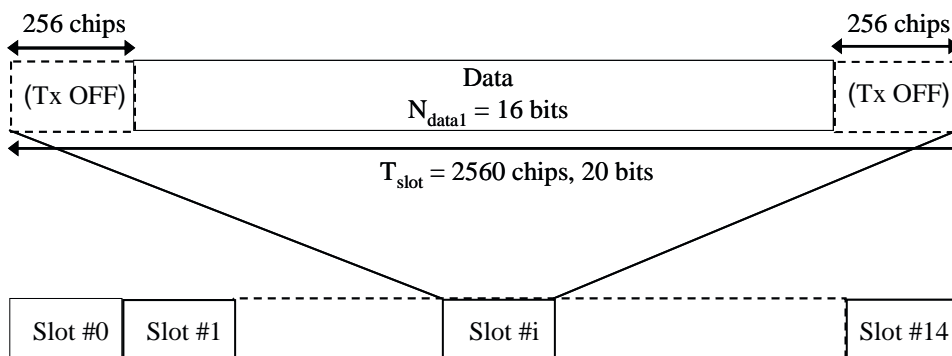 256 chips
256 chips
(Tx OFF)
Data
N_data1 = 16 bits
(Tx OFF)
T_slot = 2560 chips, 20 bits
Slot #0
Slot #1
Slot #i
Slot #14